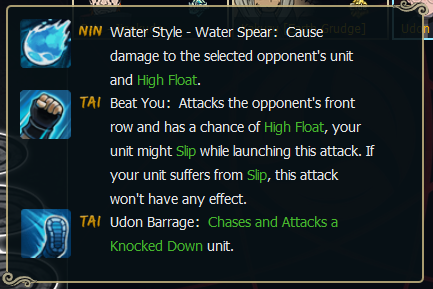 Grudge]
Udon
NIN Water Style - Water Spear: Cause
damage to the selected opponent's unit
and High Float.
TAI Beat You: Attacks the opponent's front
row and has a chance of High Float, your
unit might Slip while launching this attack. If
your unit suffers from Slip, this attack
won't have any effect.
TAI Udon Barrage: Chases and Attacks a
Knocked Down unit.